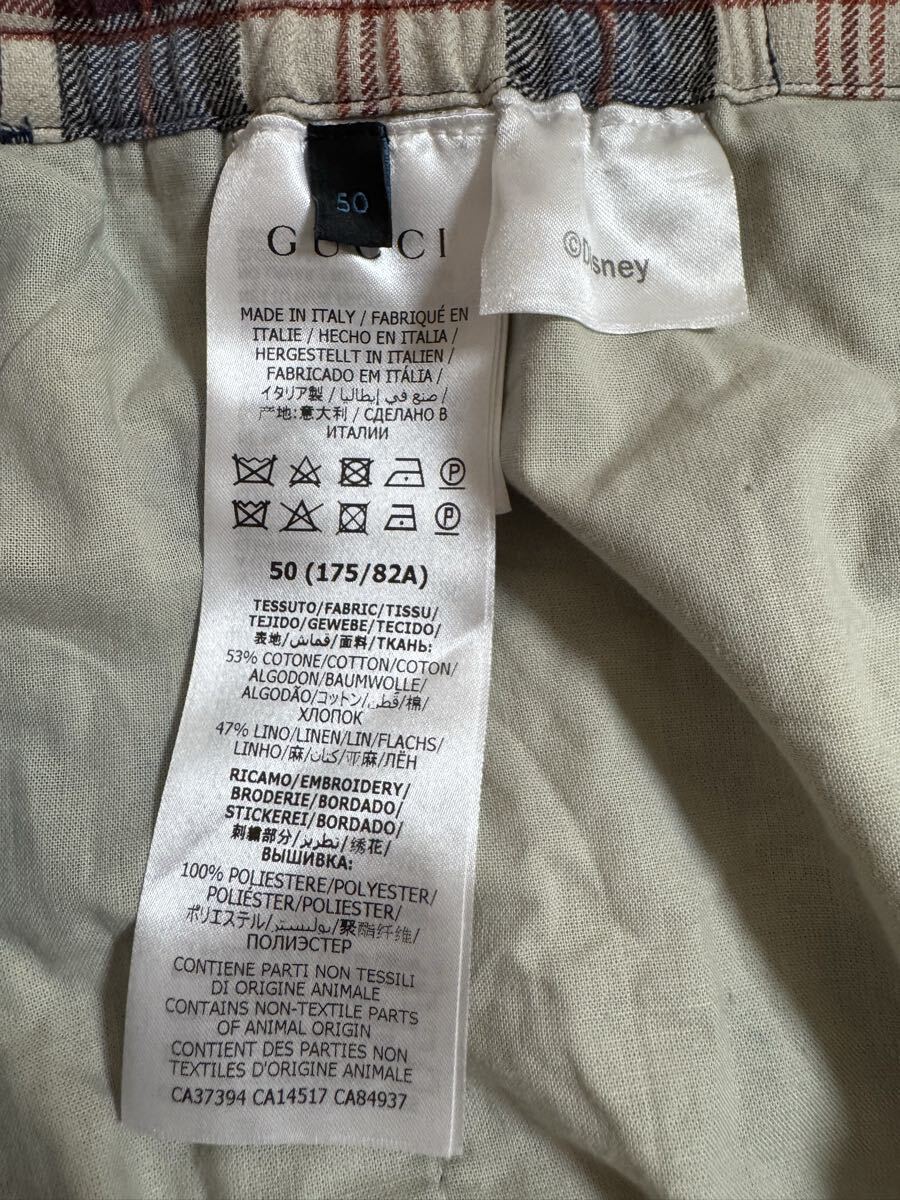 50
GUCCI
©Disney
MADE IN ITALY / FABRIQUÉ EN
ITALIE / HECHO EN ITALIA /
HERGESTELLT IN ITALIEN /
FABRICADO EM ITÁLIA /
イタリア製 / صنع في إيطاليا /
产地:意大利 / СДЕЛАНО В
ИТАЛИИ
50 (175/82A)
TESSUTO/FABRIC/TISSU/
TEJIDO/GEWEBE/TECIDO/
表地/قماش/面料/ТКАНЬ:
53% COTONE/COTTON/COTON/
ALGODON/BAUMWOLLE/
ALGODÃO/コットン/قطن/棉/
ХЛОПОК
47% LINO/LINEN/LIN/FLACHS/
LINHO/麻/كتان/亚麻/ЛЁН
RICAMO/EMBROIDERY/
BRODERIE/BORDADO/
STICKEREI/BORDADO/
刺繍部分/تطريز/绣花/
ВЫШИВКА:
100% POLIESTERE/POLYESTER/
POLIÉSTER/POLIESTER/
ポリエステル/بوليستر/聚酯纤维/
ПОЛИЭСТЕР
CONTIENE PARTI NON TESSILI
DI ORIGINE ANIMALE
CONTAINS NON-TEXTILE PARTS
OF ANIMAL ORIGIN
CONTIENT DES PARTIES NON
TEXTILES D'ORIGINE ANIMALE
CA37394 CA14517 CA84937